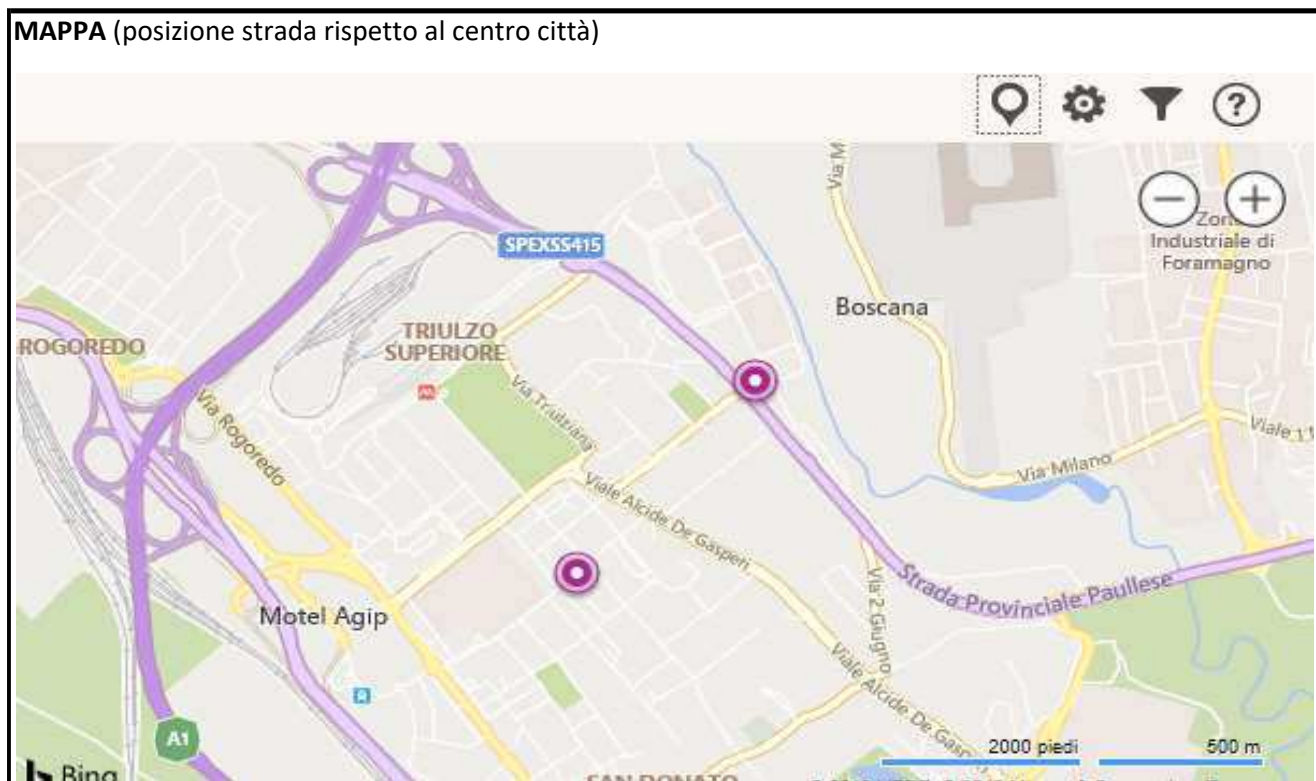 MAPPA (posizione strada rispetto al centro città)
?
SPEXSS415
Via M
Zona
Industriale di
Foramagno
Boscana
TRIULZO
SUPERIORE
ROGOREDO
Via Rogoredo
Via Triulziana
Viale 1
Via Milano
Viale Alcide De Gasperi
Strada Provinciale Paullese
Via 2 Giugno
Motel Agip
Viale Alcide De Gasperi
A1
2000 piedi
500 m
Bing
SAN DONATO